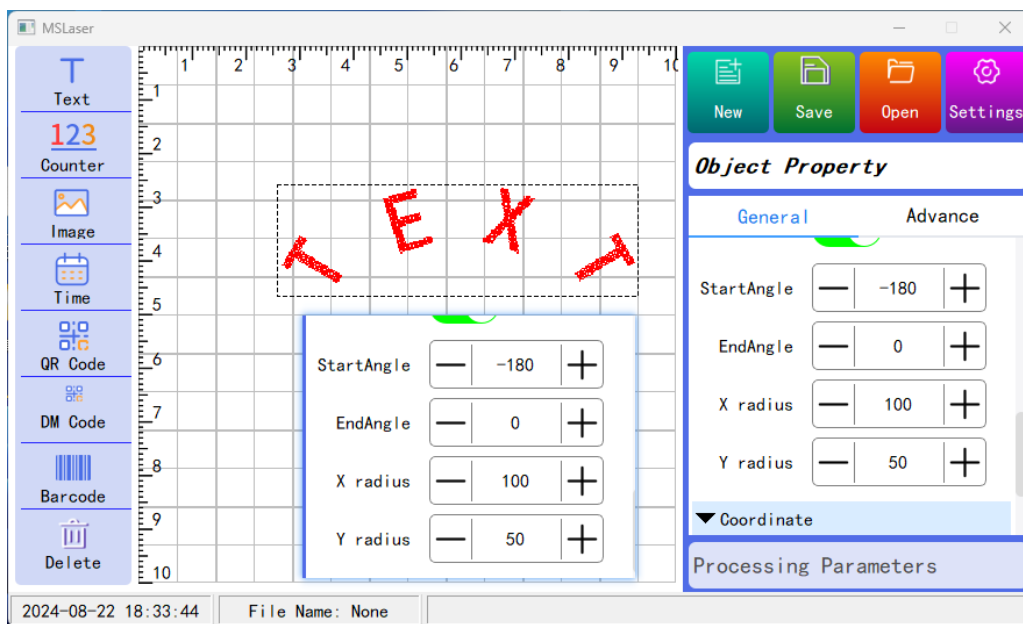 MSLaser
Text
123
Counter
Image
Time
QR Code
DM Code
Barcode
Delete
1 2 3 4 5 6 7 8 9 10
1
2
3
4
5
6
7
8
9
10
TEXT
StartAngle -180
EndAngle 0
X radius 100
Y radius 50
New Save Open Settings
Object Property
General Advance
StartAngle -180
EndAngle 0
X radius 100
Y radius 50
Coordinate
Processing Parameters
2024-08-22 18:33:44 File Name: None